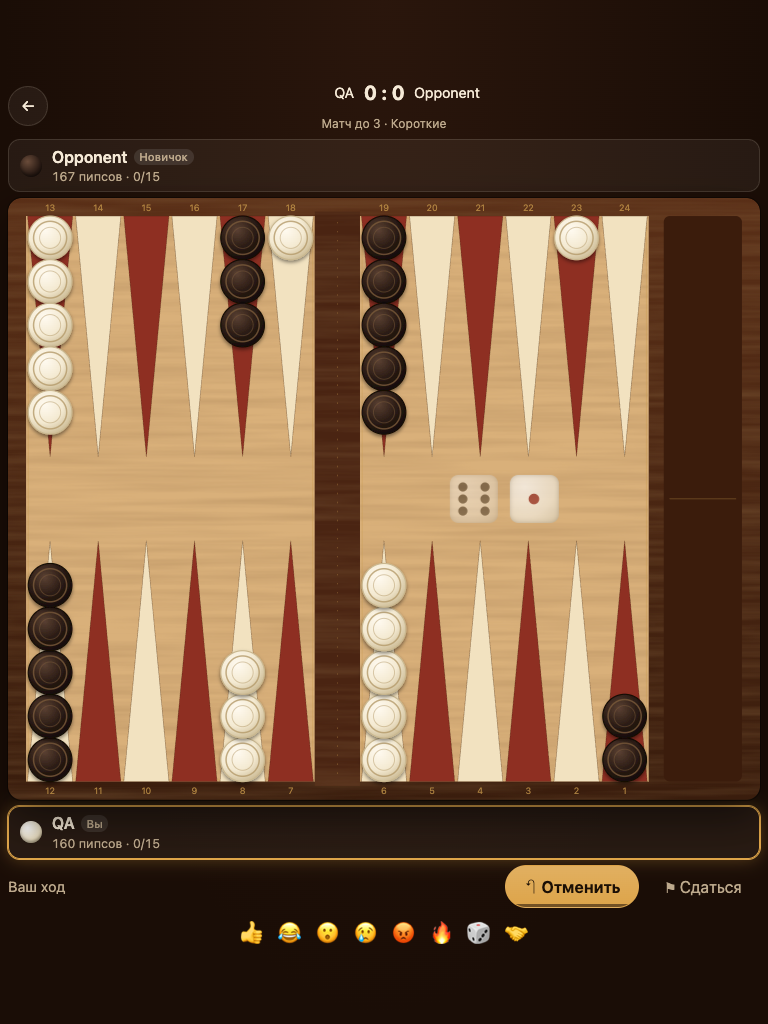 QA 0:0 Opponent
Матч до 3 · Короткие
Opponent Новичок
167 пипсов · 0/15
13 14 15 16 17 18 19 20 21 22 23 24
12 11 10 9 8 7 6 5 4 3 2 1
QA Вы
160 пипсов · 0/15
Ваш ход
Отменить
Сдаться